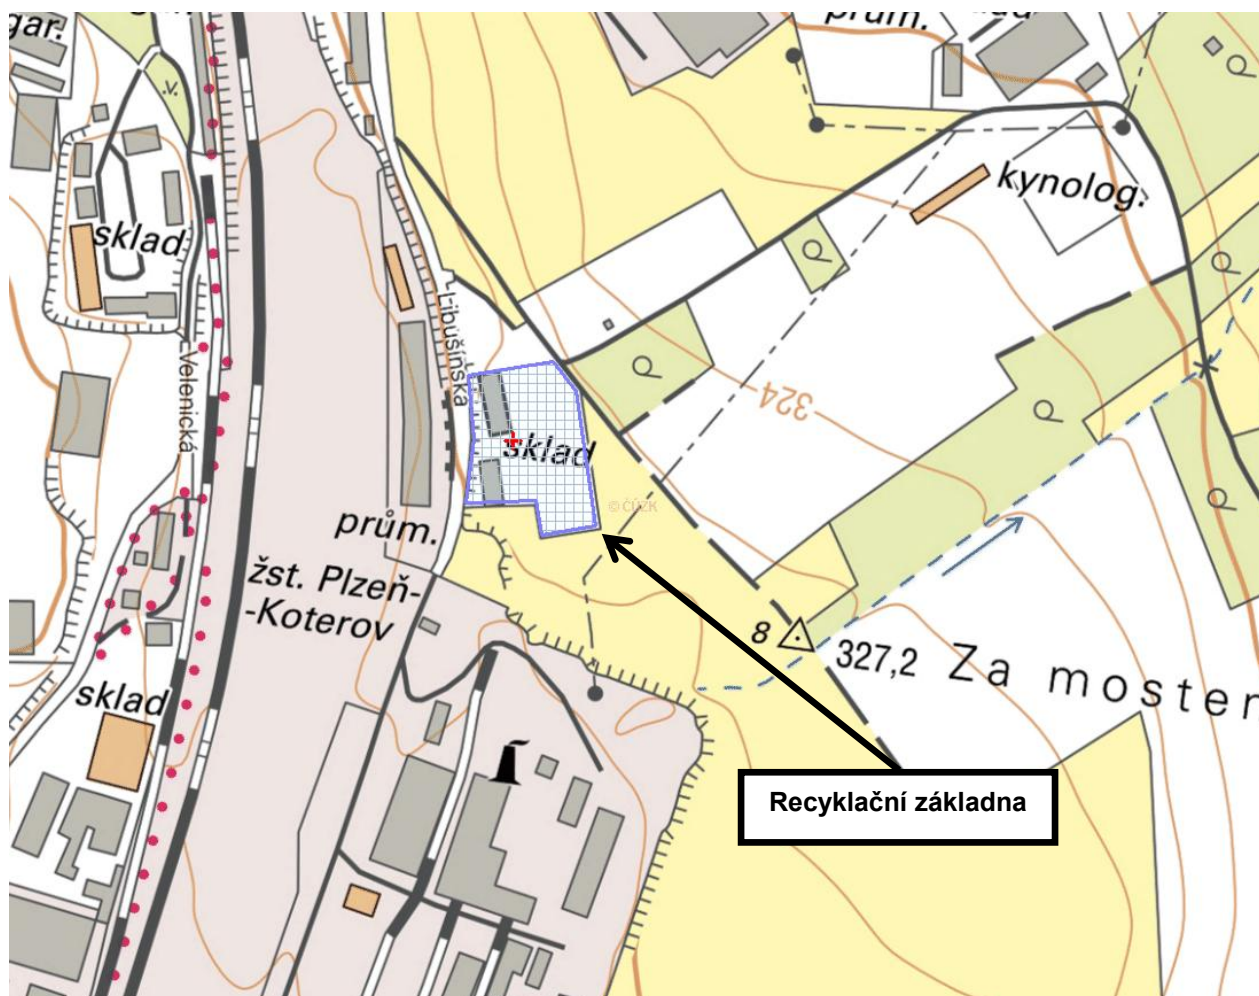 gar.
prům.
kynolog.
sklad
Libušínská
Velenická
324
sklad
© ČÚZK
prům.
žst. Plzeň-
-Koterov
8
327,2 Za mostem
sklad
Recyklační základna